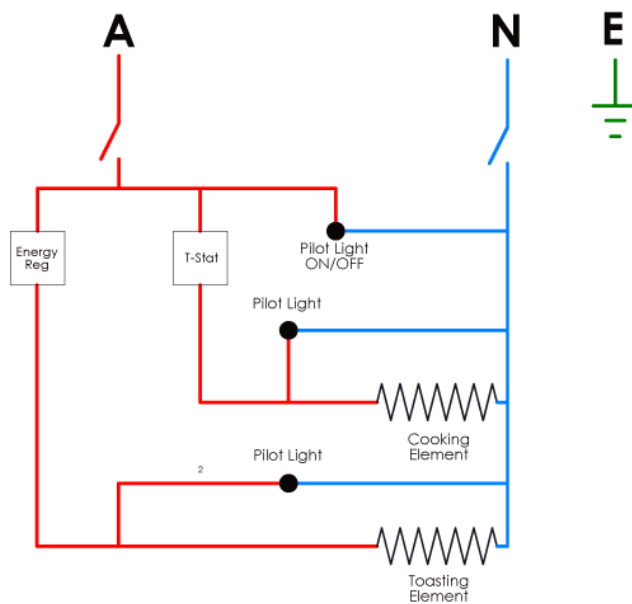 A
N
E
Energy
Reg
T-Stat
Pilot Light
ON/OFF
Pilot Light
Cooking
Element
2
Pilot Light
Toasting
Element